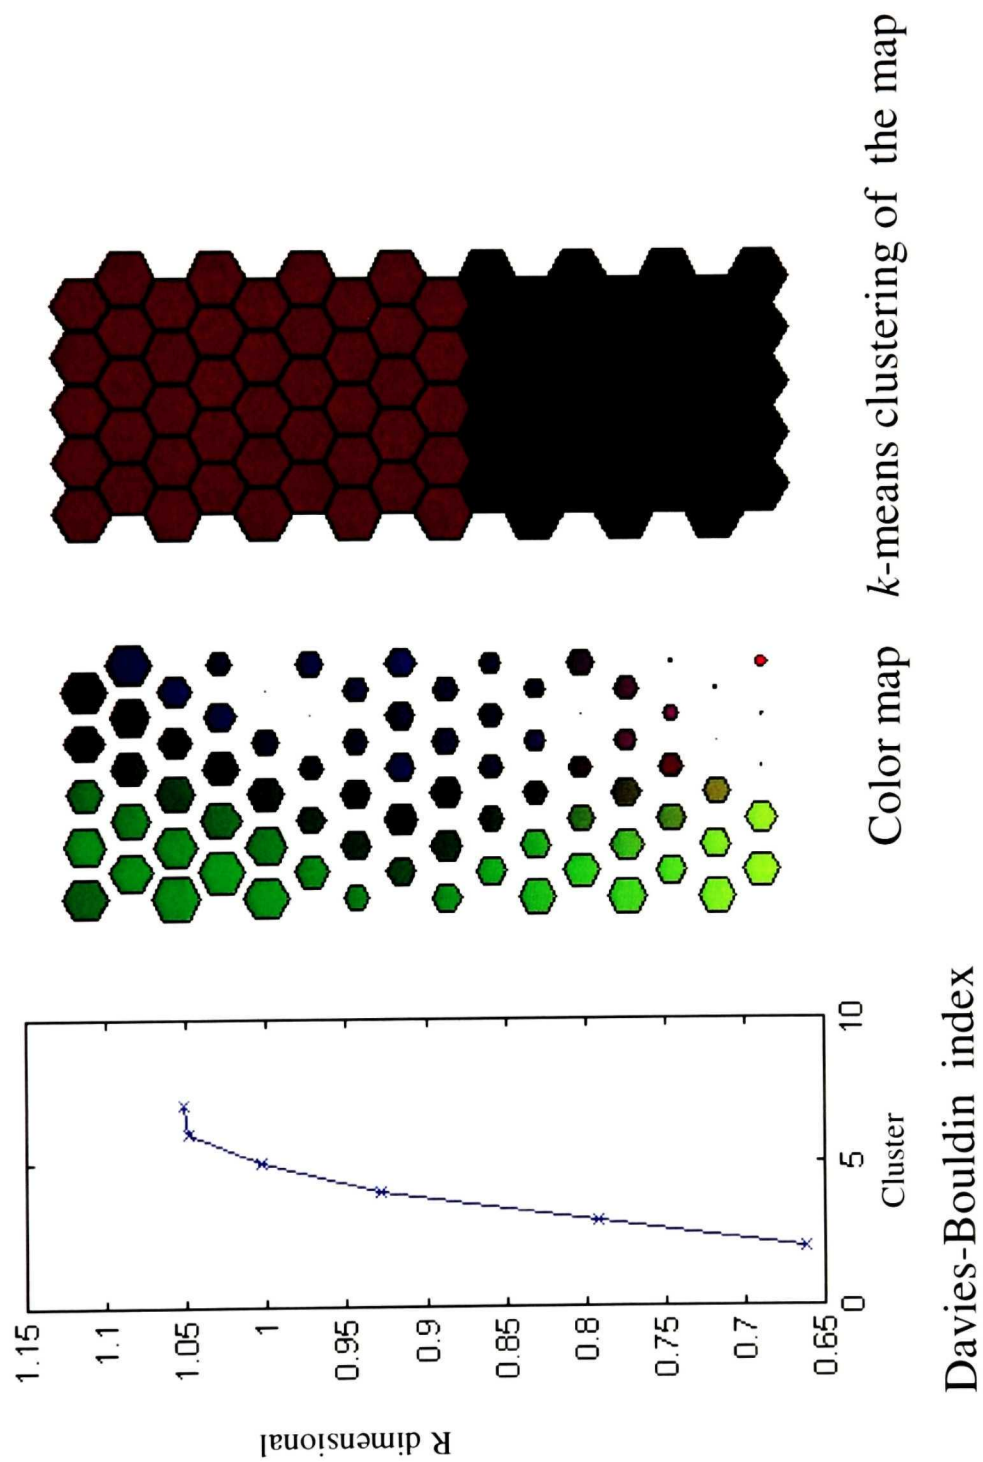 R dimensional
1.15
1.1
1.05
1
0.95
0.9
0.85
0.8
0.75
0.7
0.65
0
5
10
Cluster
Davies-Bouldin index
Color map
k-means clustering of the map